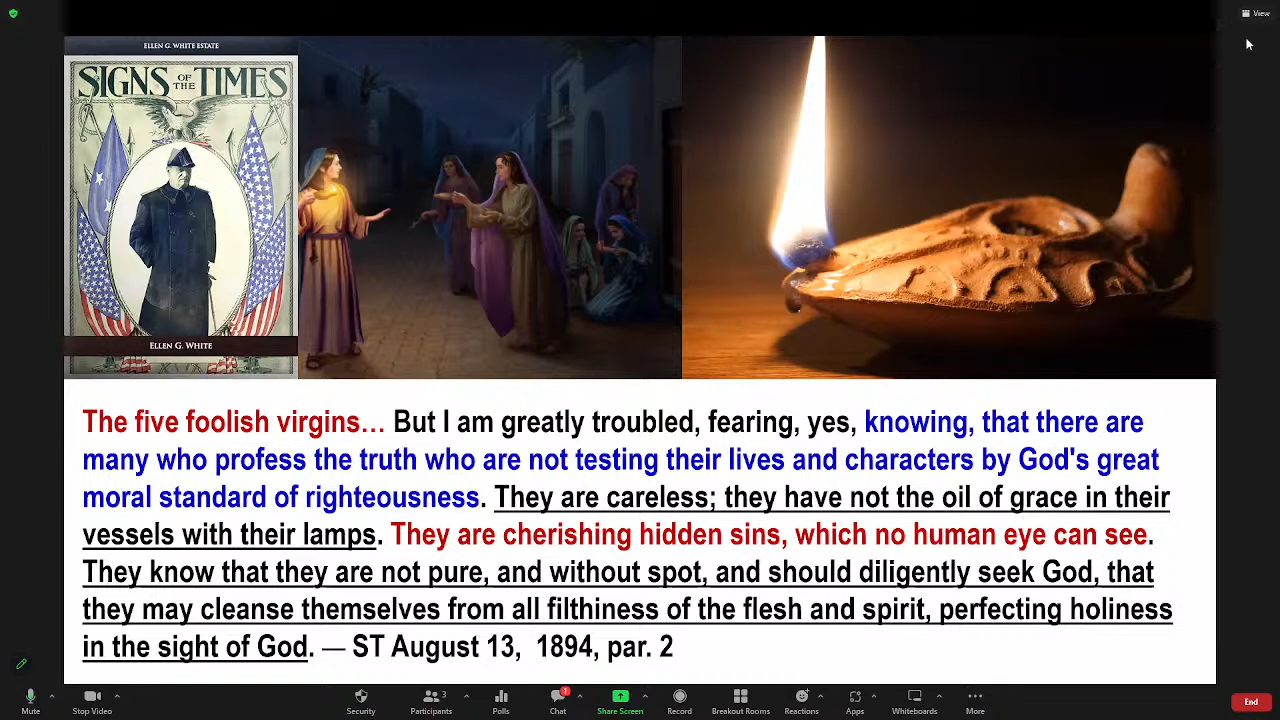 View
ELLEN G. WHITE ESTATE
SIGNS OF THE TIMES
ELLEN G. WHITE
The five foolish virgins… But I am greatly troubled, fearing, yes, knowing, that there are
many who profess the truth who are not testing their lives and characters by God's great
moral standard of righteousness. They are careless; they have not the oil of grace in their
vessels with their lamps. They are cherishing hidden sins, which no human eye can see.
They know that they are not pure, and without spot, and should diligently seek God, that
they may cleanse themselves from all filthiness of the flesh and spirit, perfecting holiness
in the sight of God. — ST August 13, 1894, par. 2
Mute
Stop Video
Security
3
Participants
Polls
1
Chat
Share Screen
Record
Breakout Rooms
Reactions
Apps
Whiteboards
More
End